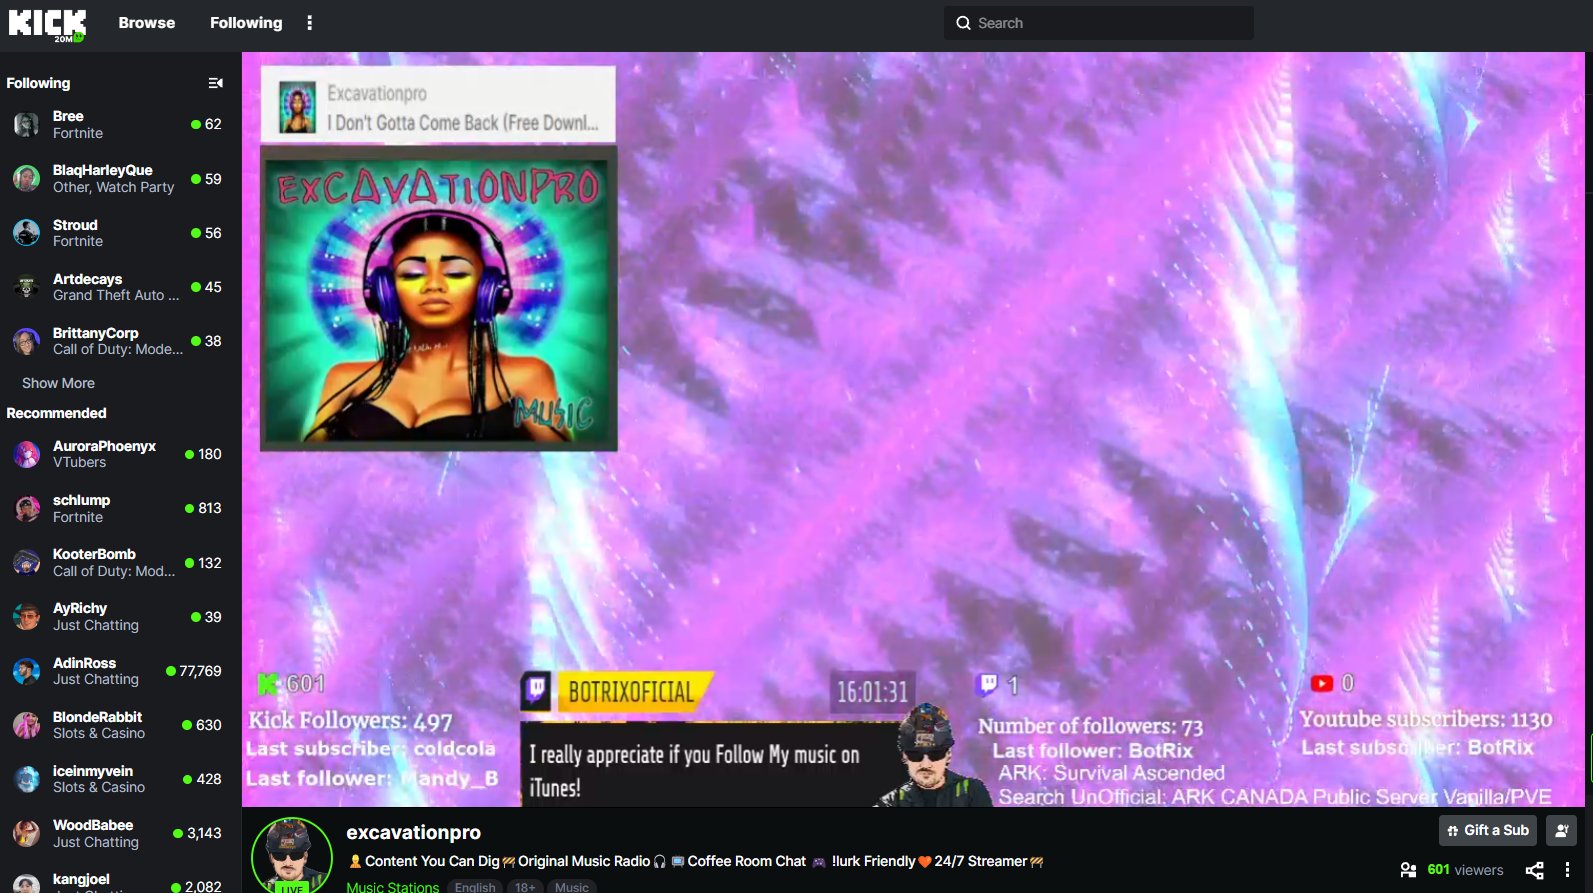 KICK
20M
Browse
Following
Search
Following
Bree
Fortnite
62
BlaqHarleyQue
Other, Watch Party
59
Stroud
Fortnite
56
Artdecays
Grand Theft Auto ...
45
BrittanyCorp
Call of Duty: Mode...
38
Show More
Recommended
AuroraPhoenyx
VTubers
180
schlump
Fortnite
813
KooterBomb
Call of Duty: Mod...
132
AyRichy
Just Chatting
39
AdinRoss
Just Chatting
77,769
BlondeRabbit
Slots & Casino
630
iceinmyvein
Slots & Casino
428
WoodBabee
Just Chatting
3,143
kangjoel
2,082
Excavationpro
I Don't Gotta Come Back (Free Downl...
EXCAVATIONPRO
MUSIC
601
Kick Followers: 497
Last subscriber: coldcola
Last follower: Mandy_B
BOTRIXOFICIAL
16:01:31
I really appreciate if you Follow My music on
iTunes!
1
Number of followers: 73
Last follower: BotRix
ARK: Survival Ascended
Search UnOfficial: ARK CANADA Public Server Vanilla/PVE
0
Youtube subscribers: 1130
Last subscriber: BotRix
LIVE
excavationpro
Content You Can Dig🚧Original Music Radio🎧 Coffee Room Chat 🎮 !lurk Friendly🧡24/7 Streamer🚧
Music Stations English 18+ Music
Gift a Sub
601 viewers